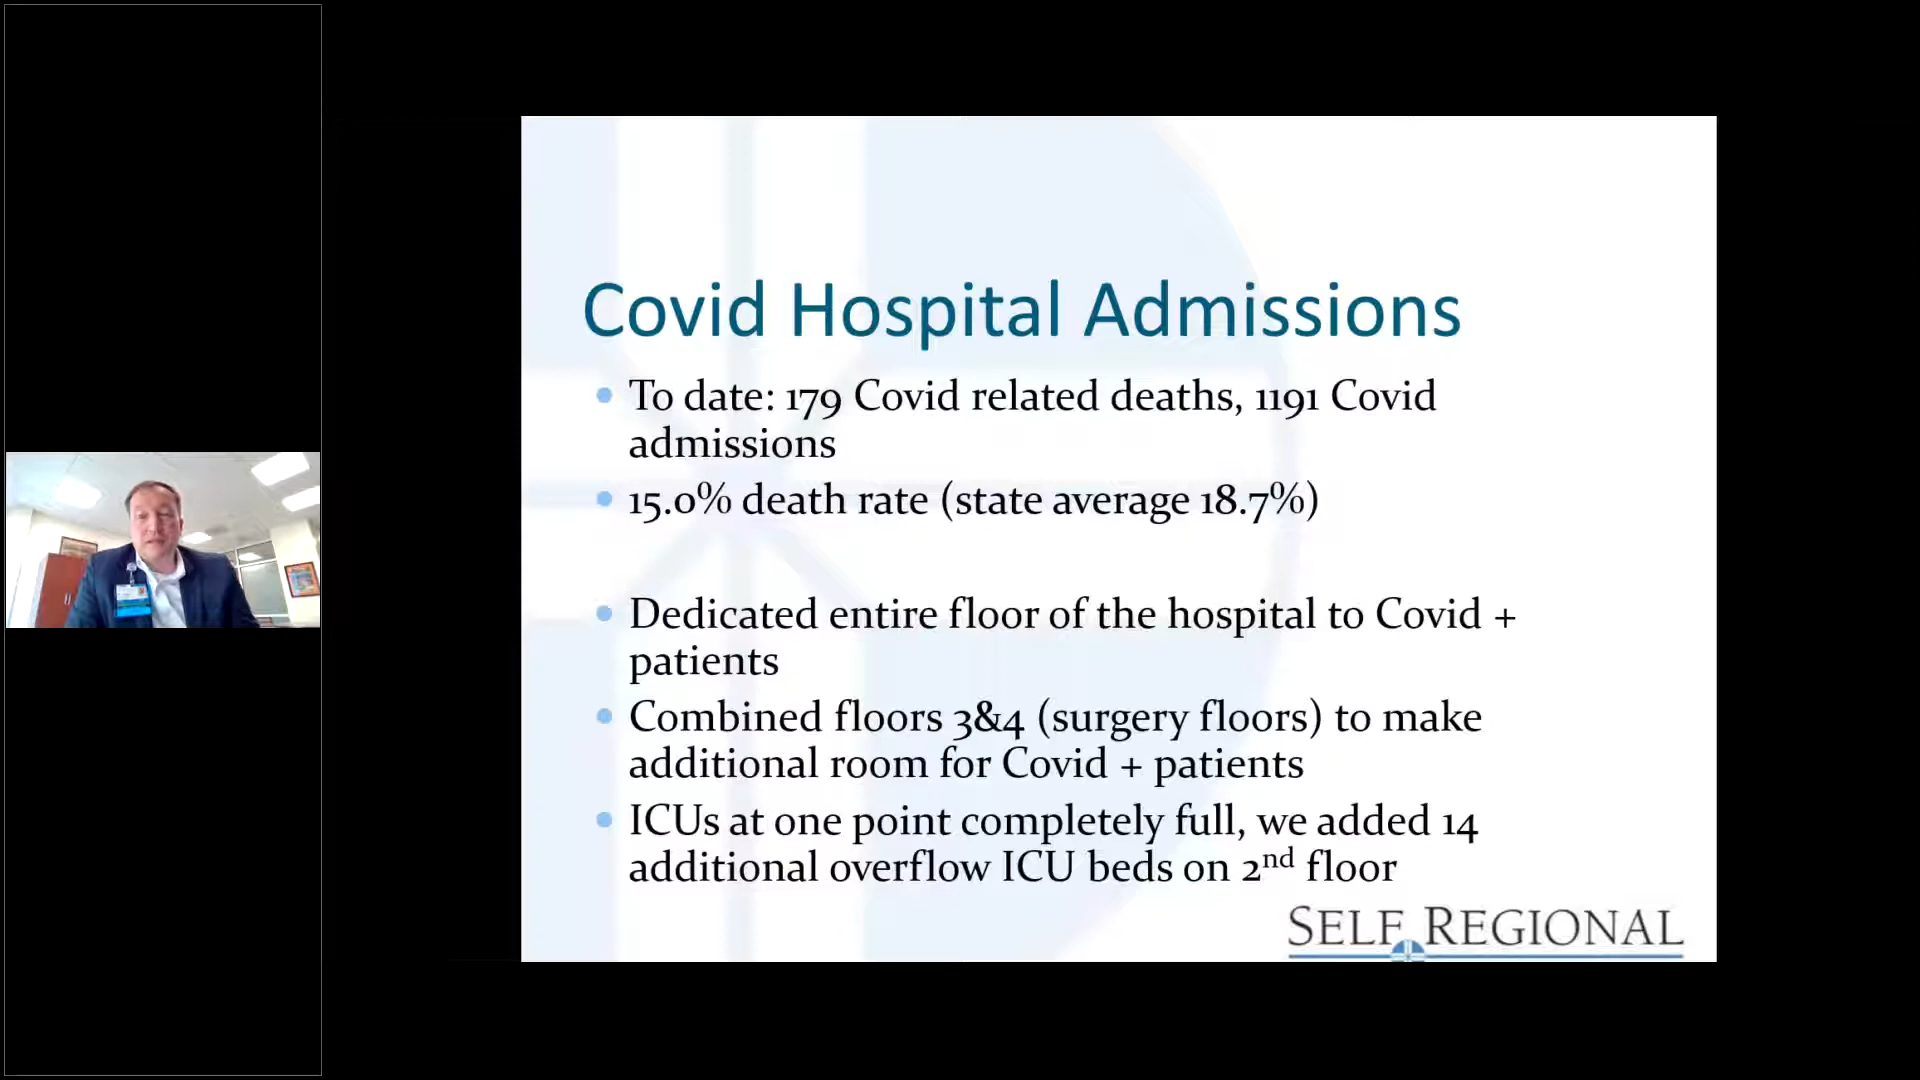 Covid Hospital Admissions
To date: 179 Covid related deaths, 1191 Covid
admissions
15.0% death rate (state average 18.7%)
Dedicated entire floor of the hospital to Covid +
patients
Combined floors 3&4 (surgery floors) to make
additional room for Covid + patients
ICUs at one point completely full, we added 14
additional overflow ICU beds on 2nd floor
SELF REGIONAL